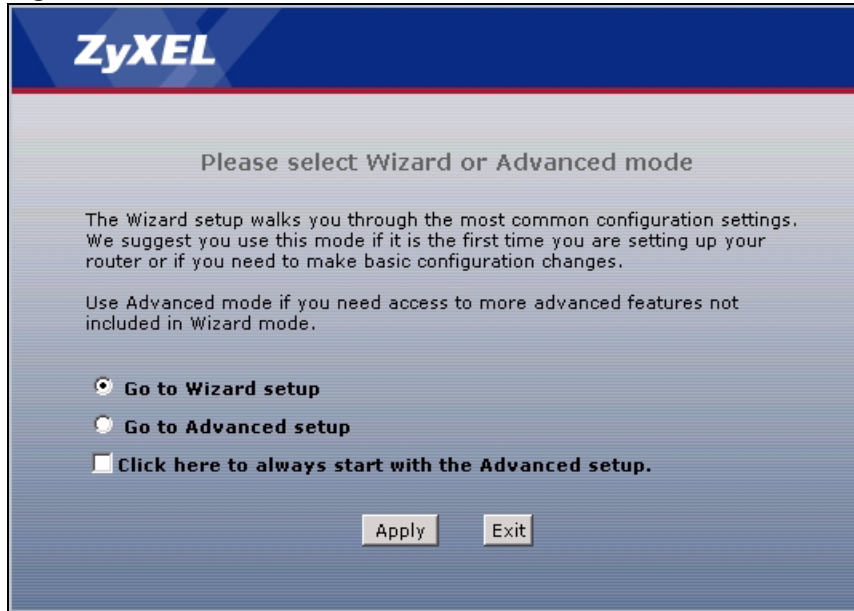 ZyXEL
Please select Wizard or Advanced mode
The Wizard setup walks you through the most common configuration settings.
We suggest you use this mode if it is the first time you are setting up your
router or if you need to make basic configuration changes.
Use Advanced mode if you need access to more advanced features not
included in Wizard mode.
Go to Wizard setup
Go to Advanced setup
Click here to always start with the Advanced setup.
Apply
Exit